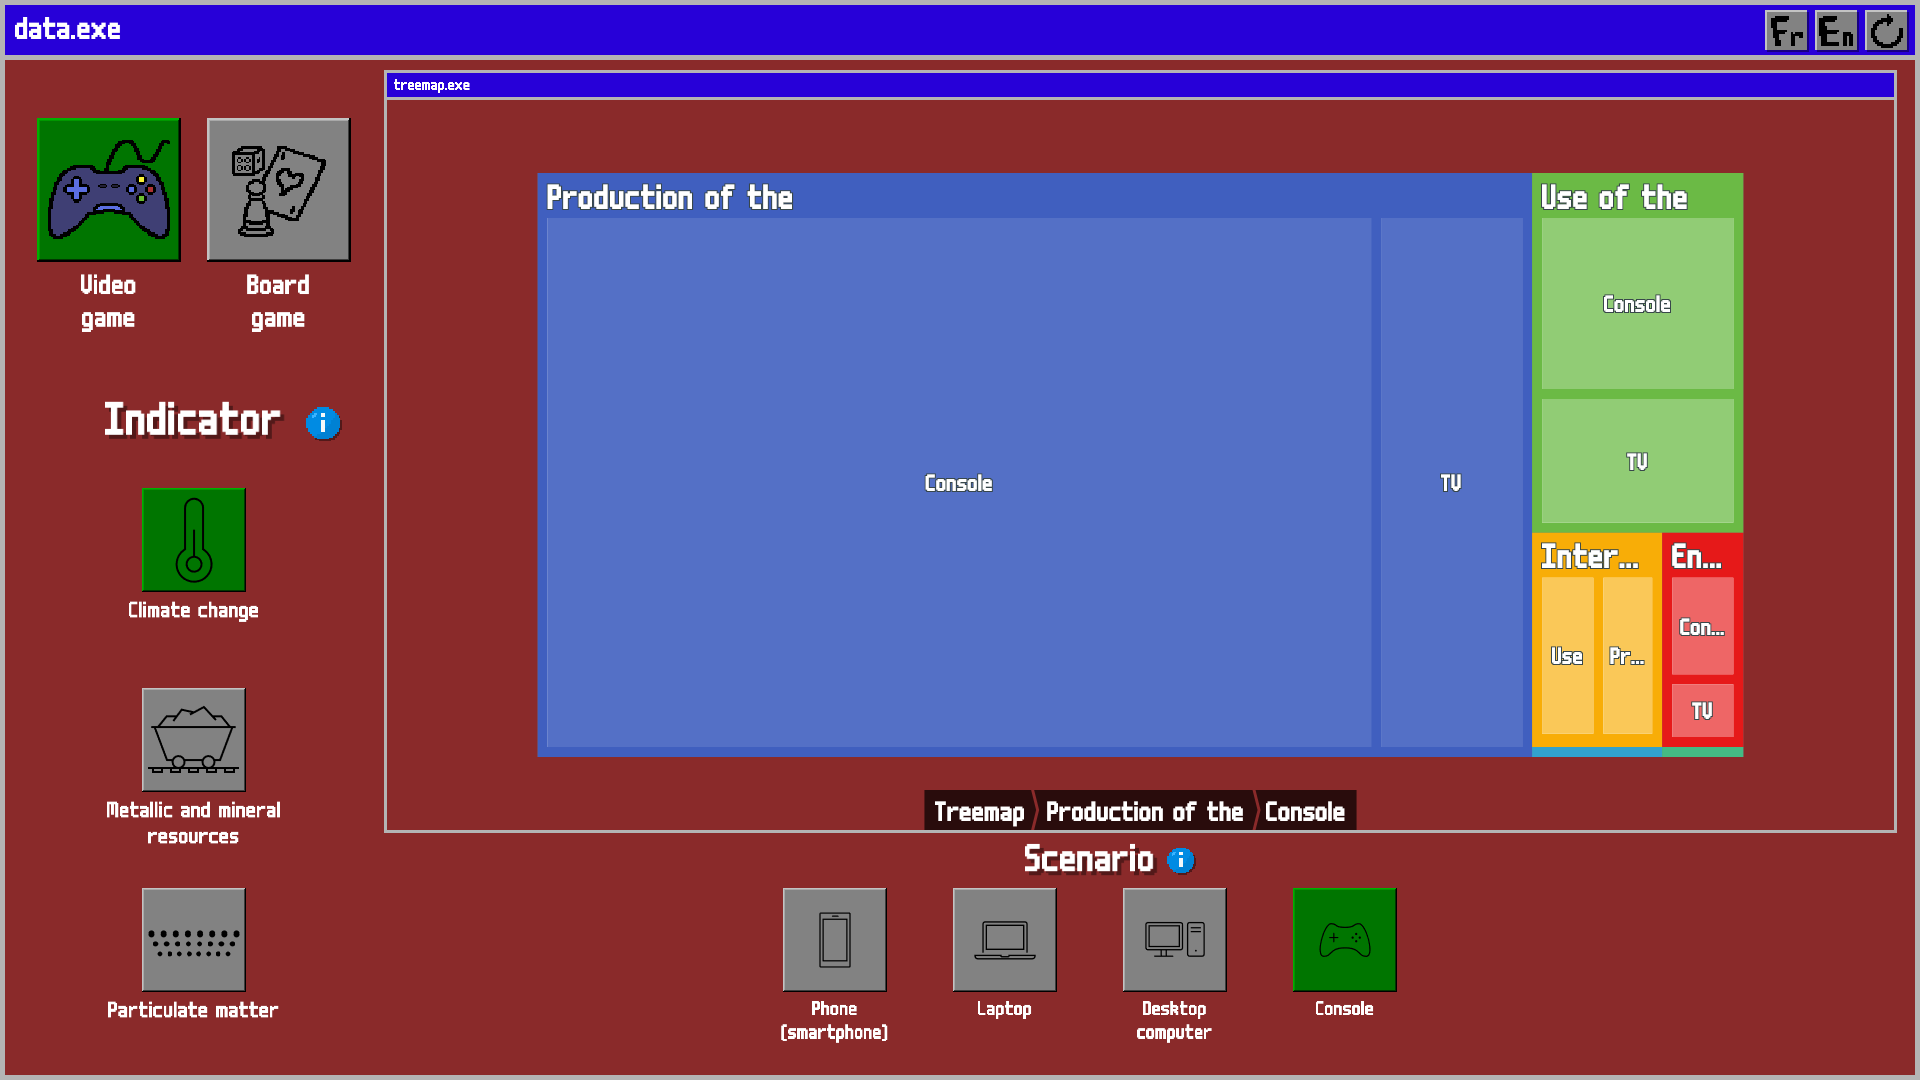 data.exe
Fr
En
treemap.exe
Video
game
Board
game
Indicator
i
Climate change
Metallic and mineral
resources
Particulate matter
Production of the
Console
TV
Use of the
Console
TV
Inter...
Use
Pr...
En...
Con...
TV
Treemap
Production of the
Console
Scenario
i
Phone
(smartphone)
Laptop
Desktop
computer
Console